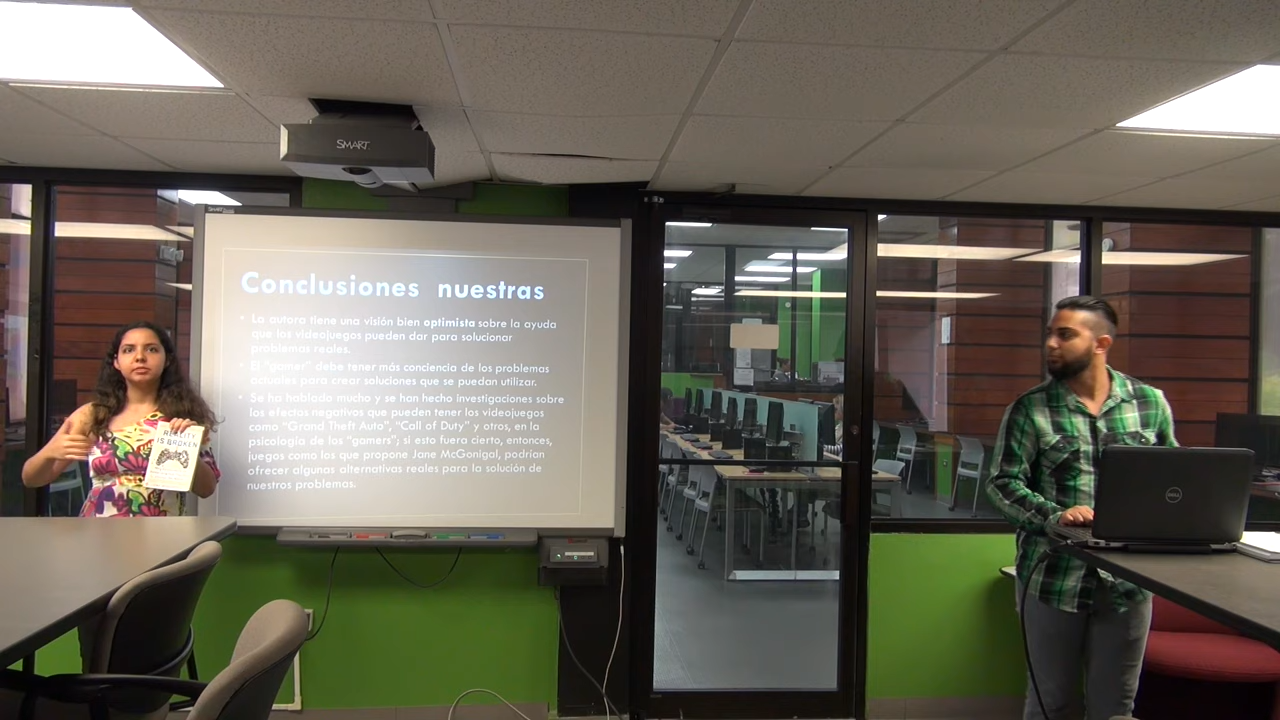 SMART
Conclusiones nuestras
• La autora tiene una visión bien optimista sobre la ayuda
que los videojuegos pueden dar para solucionar
problemas reales.
• El "gamer" debe tener más conciencia de los problemas
actuales para crear soluciones que se puedan utilizar.
• Se ha hablado mucho y se han hecho investigaciones sobre
los efectos negativos que pueden tener los videojuegos
como "Grand Theft Auto", "Call of Duty" y otros, en la
psicología de los "gamers"; si esto fuera cierto, entonces,
juegos como los que propone Jane McGonigal, podrían
ofrecer algunas alternativas reales para la solución de
nuestros problemas.
REALITY
IS BROKEN
DELL